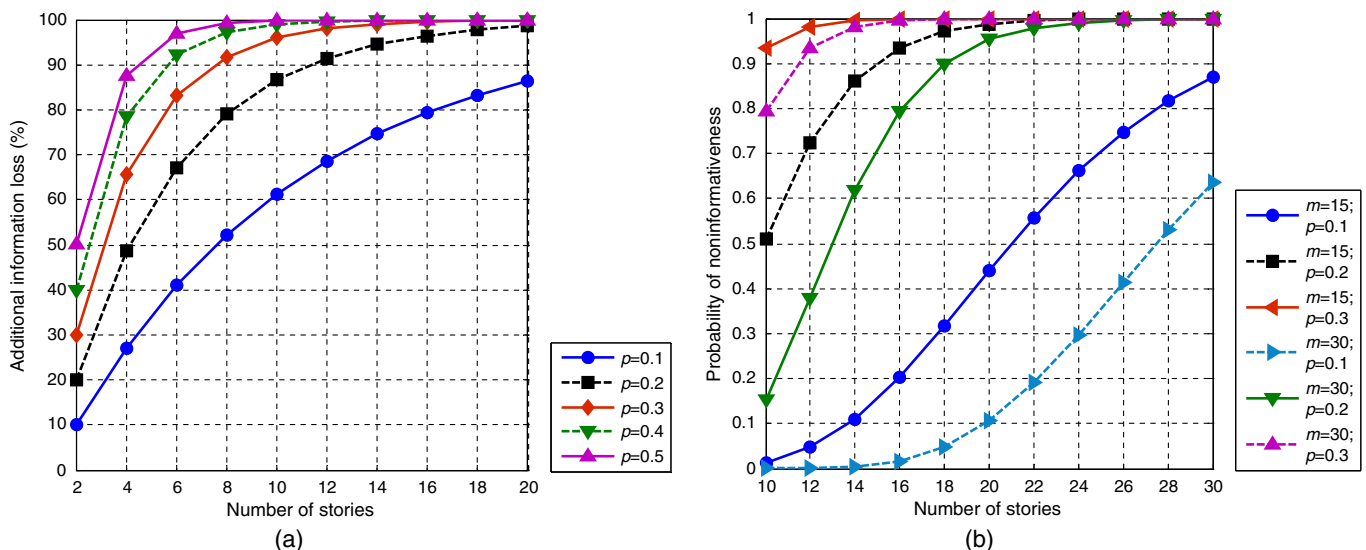 100
90
80
100
70
60
50
40
30
20
10
0
2 4 6 8 10 12 14 16 18 20
Additional information loss (%)
Number of stories
p=0.1
p=0.2
p=0.3
p=0.4
p=0.5
(a)
1
0.9
0.8
0.7
0.6
0.5
0.4
0.3
0.2
0.1
0
10 12 14 16 18 20 22 24 26 28 30
Probability of noninformativeness
Number of stories
m=15;
p=0.1
m=15;
p=0.2
m=15;
p=0.3
m=30;
p=0.1
m=30;
p=0.2
m=30;
p=0.3
(b)